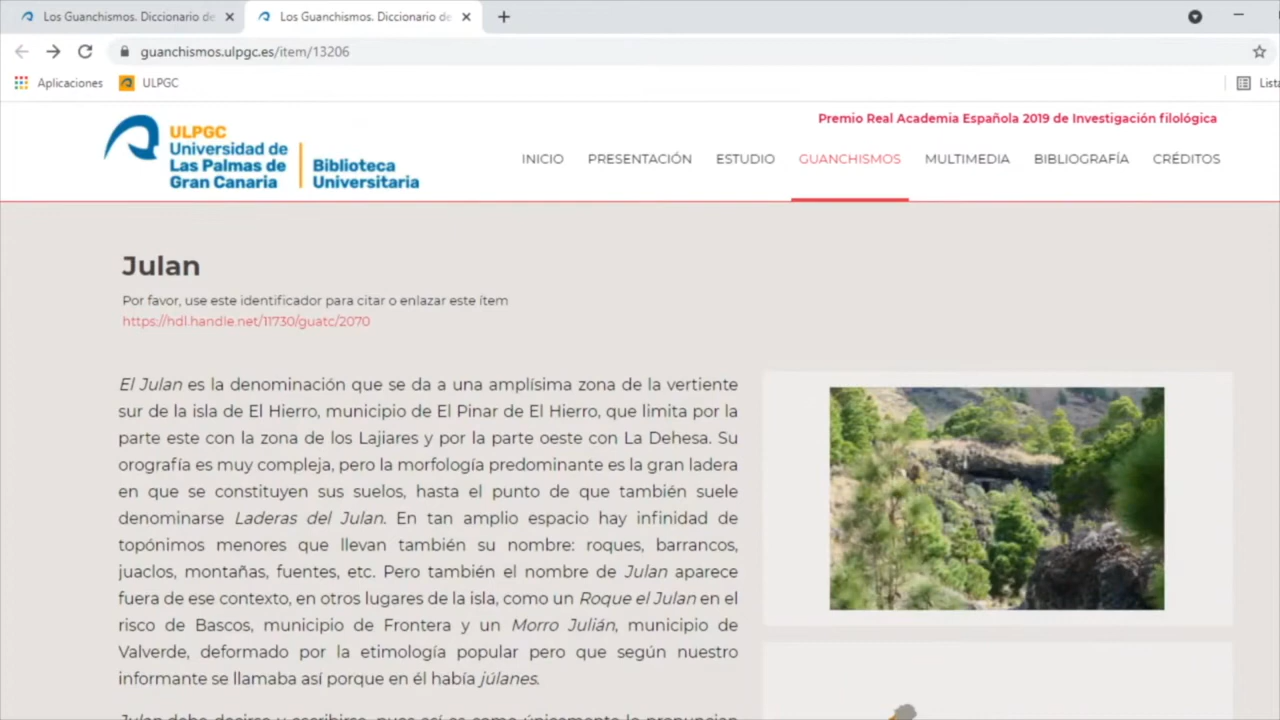 Los Guanchismos. Diccionario de
Los Guanchismos. Diccionario de
guanchismos.ulpgc.es/item/13206
Aplicaciones
ULPGC
Premio Real Academia Española 2019 de Investigación filológica
ULPGC
Universidad de
Las Palmas de
Gran Canaria
Biblioteca
Universitaria
INICIO PRESENTACIÓN ESTUDIO GUANCHISMOS MULTIMEDIA BIBLIOGRAFÍA CRÉDITOS
Julan
Por favor, use este identificador para citar o enlazar este ítem
https://hdl.handle.net/11730/guatc/2070
El Julan es la denominación que se da a una amplísima zona de la vertiente
sur de la isla de El Hierro, municipio de El Pinar de El Hierro, que limita por la
parte este con la zona de los Lajiares y por la parte oeste con La Dehesa. Su
orografía es muy compleja, pero la morfología predominante es la gran ladera
en que se constituyen sus suelos, hasta el punto de que también suele
denominarse Laderas del Julan. En tan amplio espacio hay infinidad de
topónimos menores que llevan también su nombre: roques, barrancos,
juaclos, montañas, fuentes, etc. Pero también el nombre de Julan aparece
fuera de ese contexto, en otros lugares de la isla, como un Roque el Julan en el
risco de Bascos, municipio de Frontera y un Morro Julián, municipio de
Valverde, deformado por la etimología popular pero que según nuestro
informante se llamaba así porque en él había júlanes.